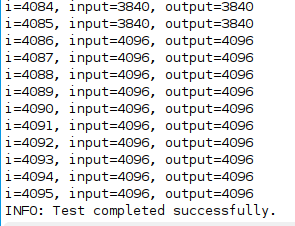 i=4084, input=3840, output=3840
i=4085, input=3840, output=3840
i=4086, input=4096, output=4096
i=4087, input=4096, output=4096
i=4088, input=4096, output=4096
i=4089, input=4096, output=4096
i=4090, input=4096, output=4096
i=4091, input=4096, output=4096
i=4092, input=4096, output=4096
i=4093, input=4096, output=4096
i=4094, input=4096, output=4096
i=4095, input=4096, output=4096
INFO: Test completed successfully.